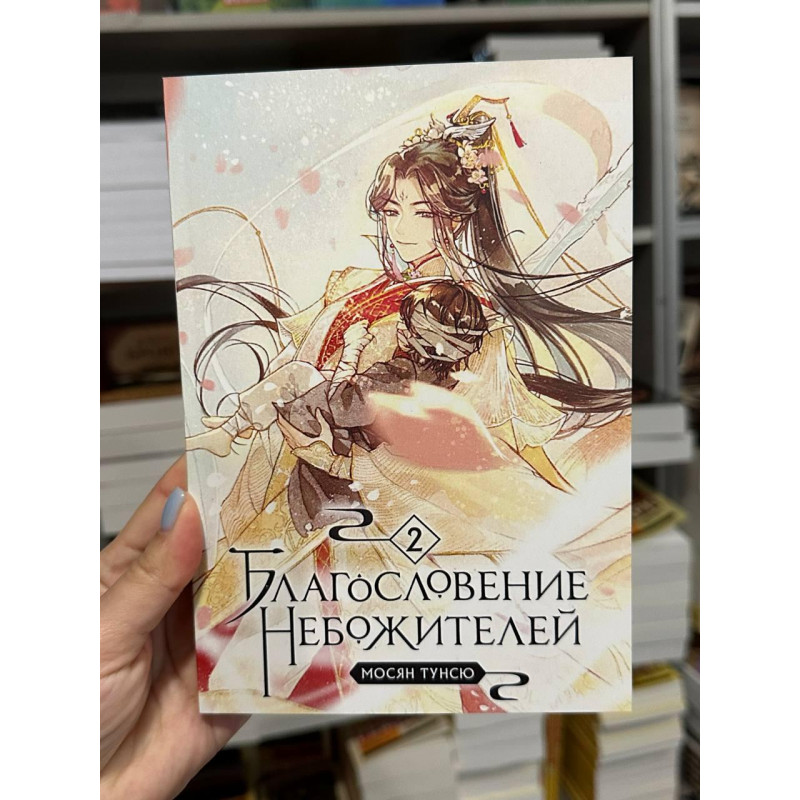 2
Благословение
Небожителей
МОСЯН ТУНСЮ